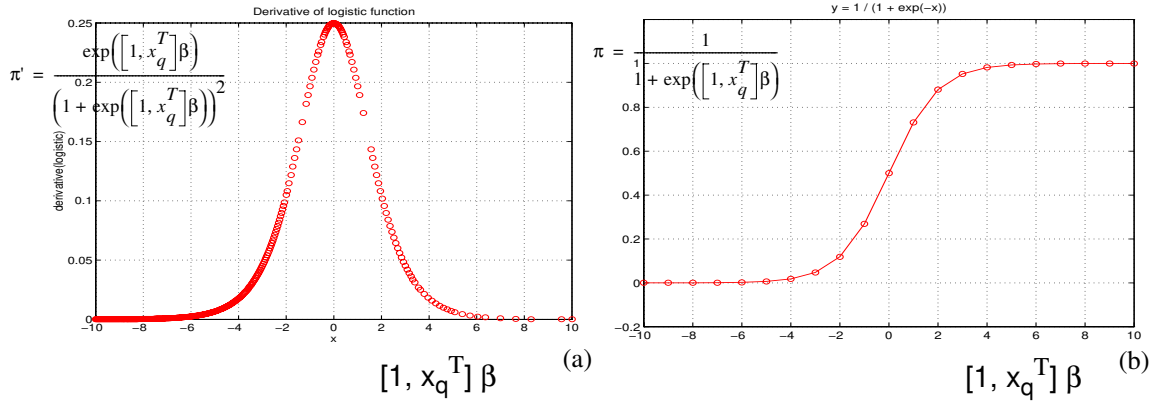 Derivative of logistic function
π' = exp([1, x_q^T]β) / (1 + exp([1, x_q^T]β))^2
0.25
0.25
0.15
0.1
0.05
0
derivative(logistic)
−10 −8 −6 −4 −2 0 2 4 6 8 10
x
(a)
[1, x_q^T] β
y = 1 / (1 + exp(−x))
π = 1 / 1 + exp([1, x_q^T]β)
1
0.8
0.6
0.4
0.2
0
−0.2
−10 −8 −6 −4 −2 0 2 4 6 8 10
(b)
[1, x_q^T] β